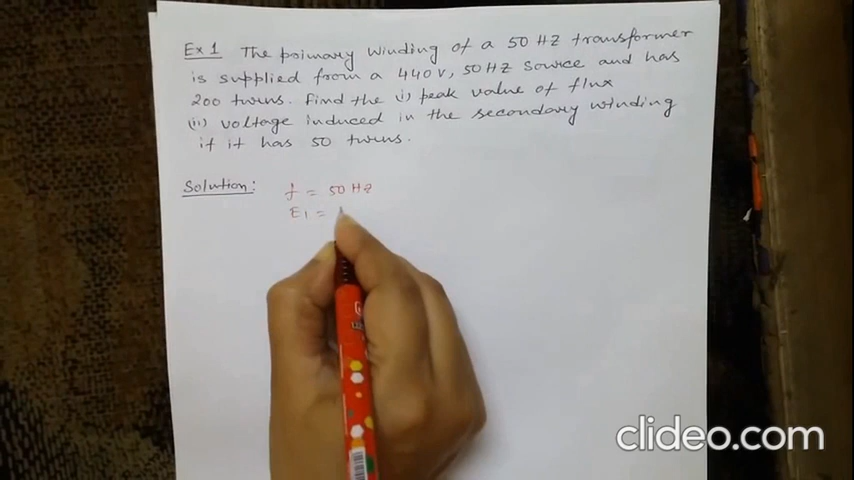 Ex 1 The primary winding of a 50 HZ transformer
is supplied from a 440V, 50 HZ source and has
200 turns. Find the (i) peak value of flux
(ii) voltage induced in the secondary winding
if it has 50 turns.
Solution:
f = 50 HZ
E1 =
clideo.com